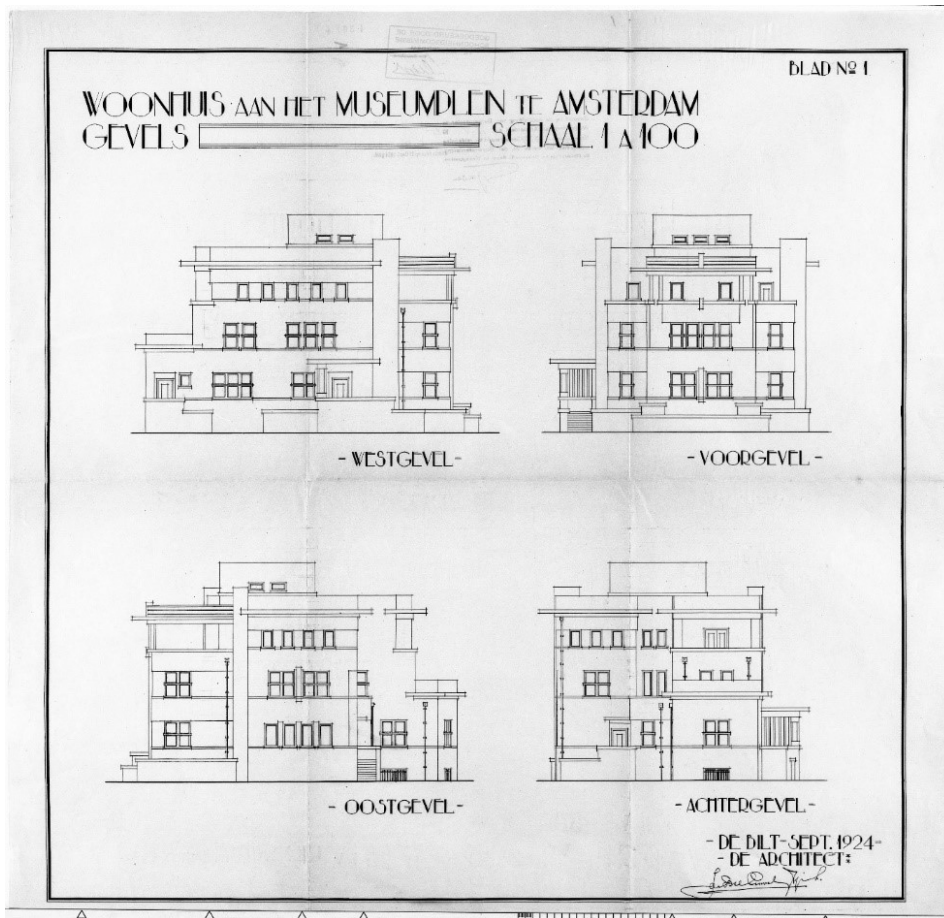 BLAD Nº 1
WOONHUIS AAN HET MUSEUMPLEIN TE AMSTERDAM
GEVELS SCHAAL 1 A 100
- WESTGEVEL -
- VOORGEVEL -
- OOSTGEVEL -
- ACHTERGEVEL -
- DE BILT - SEPT. 1924 -
- DE ARCHITECT: